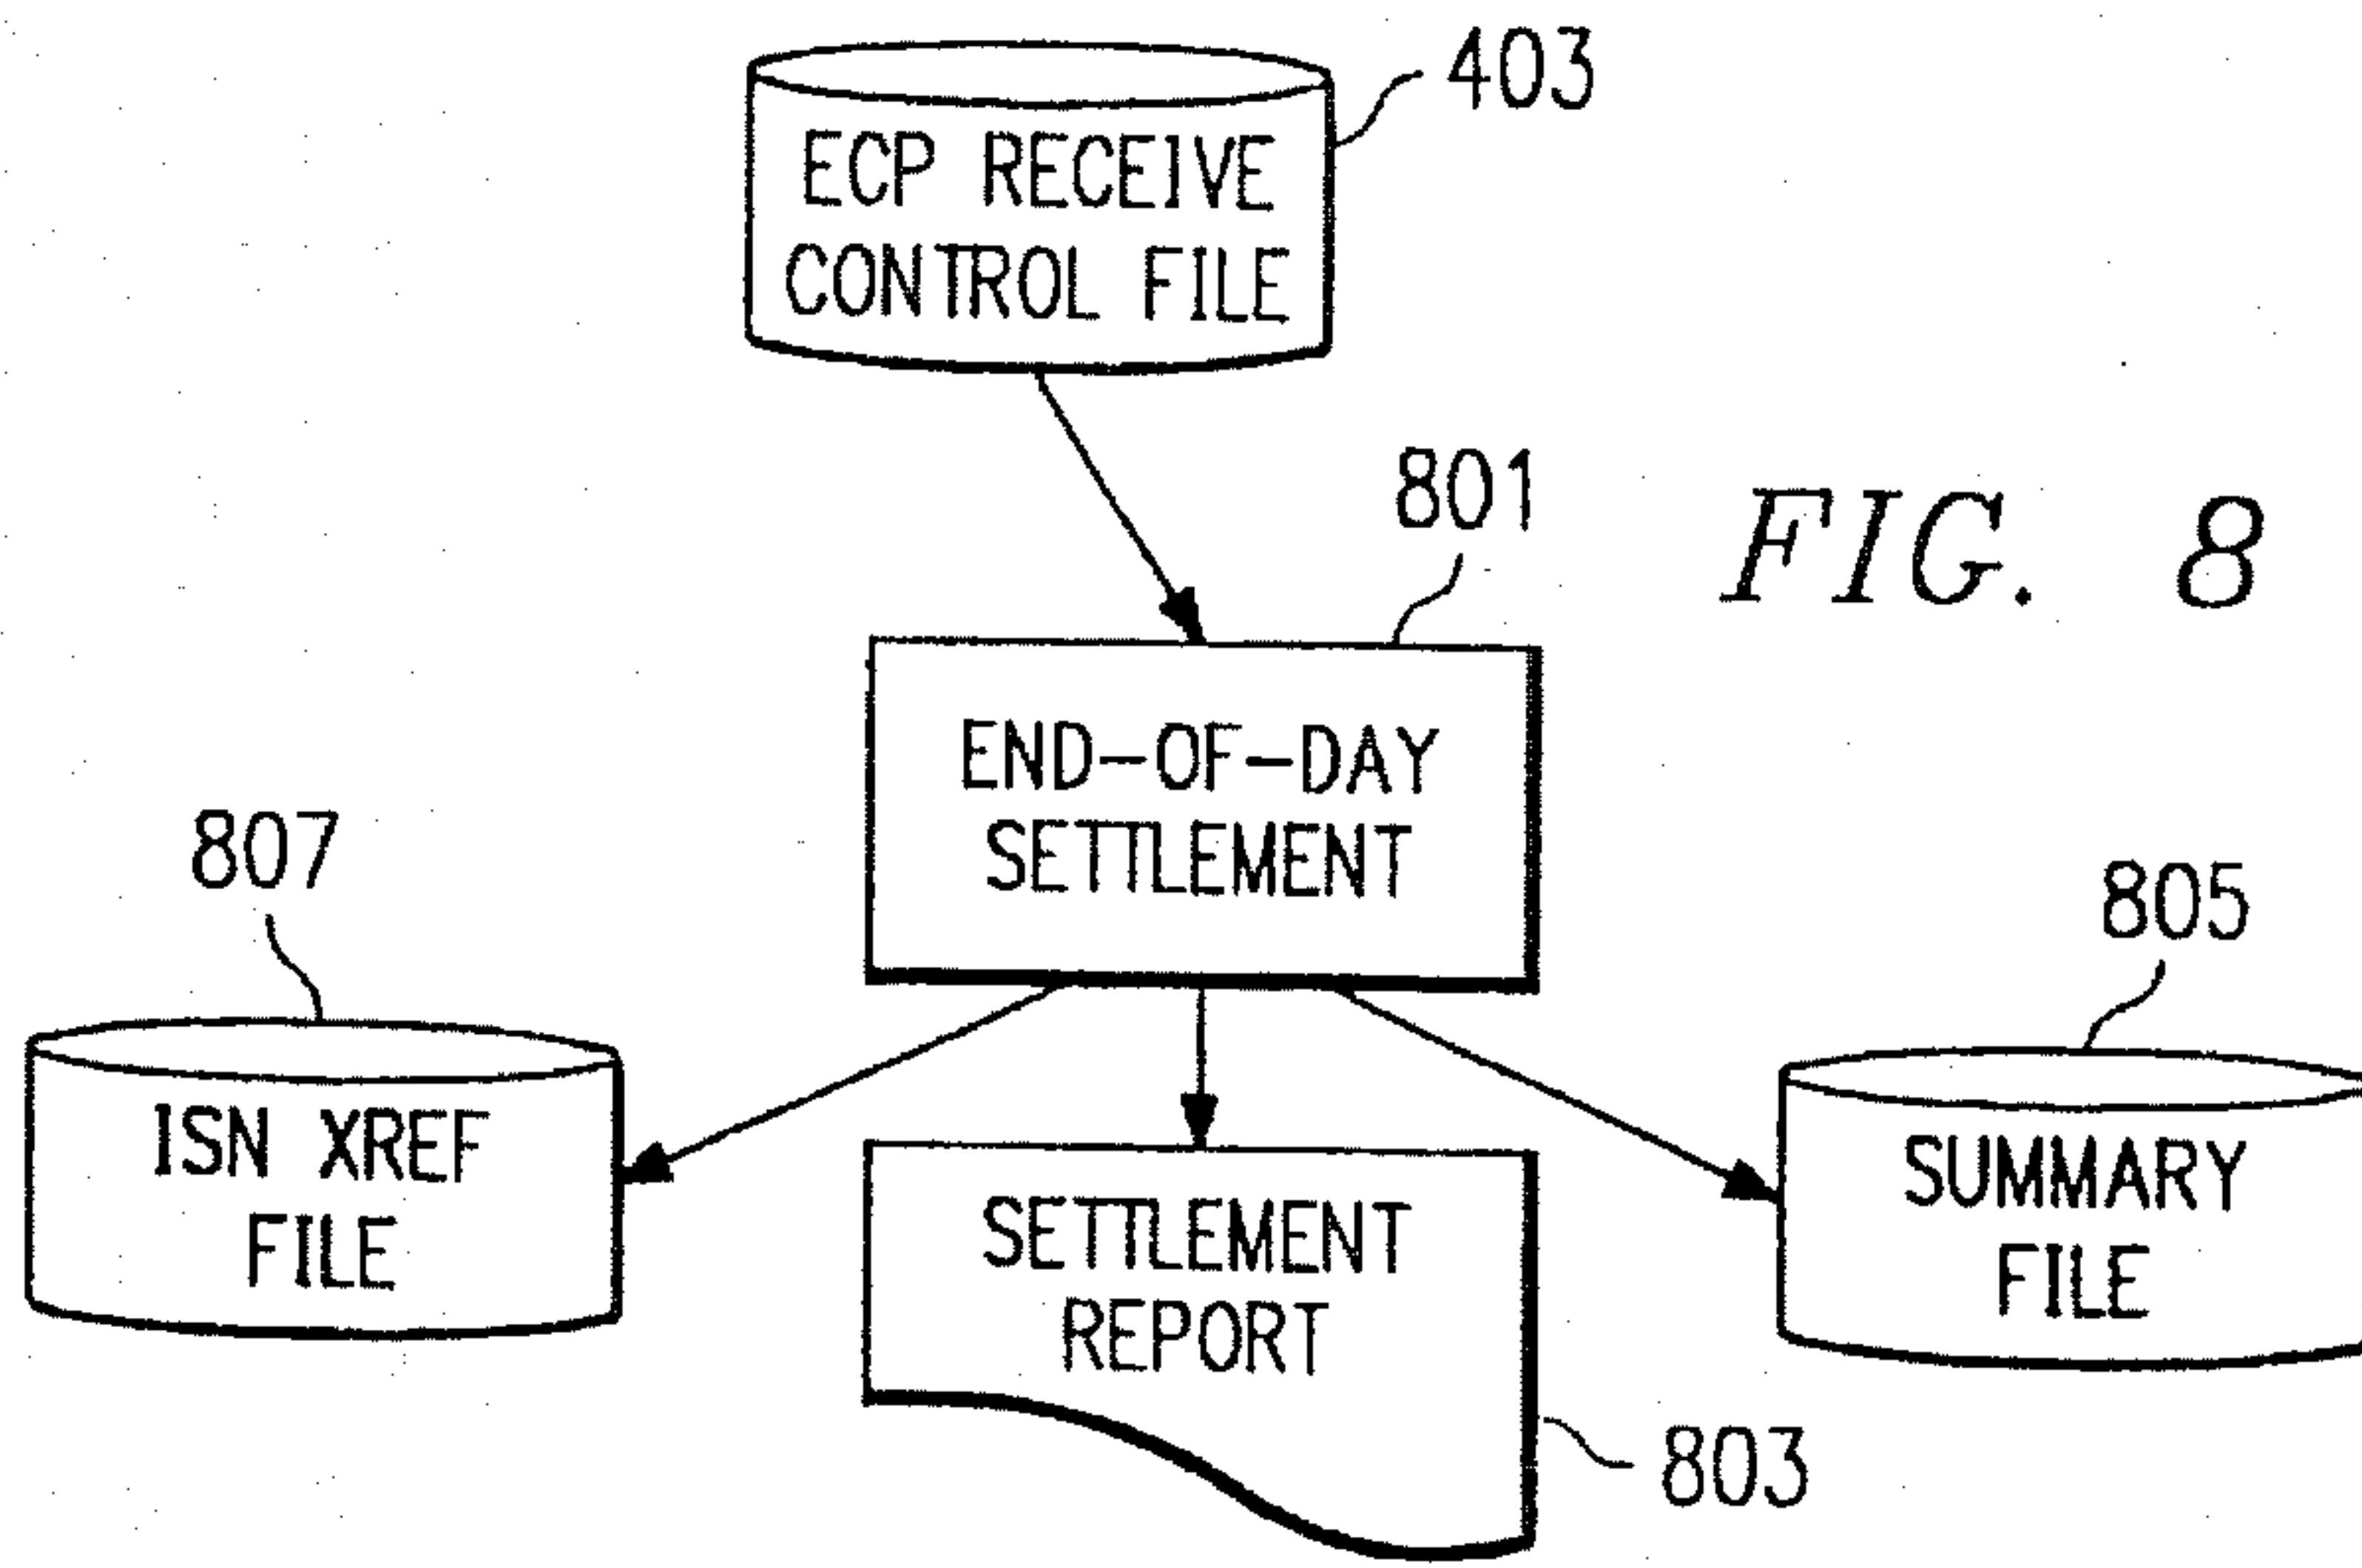 403
ECP RECEIVE
CONTROL FILE
801
FIG. 8
END-OF-DAY
SETTLEMENT
807
805
ISN XREF
FILE
SETTLEMENT
REPORT
SUMMARY
FILE
803